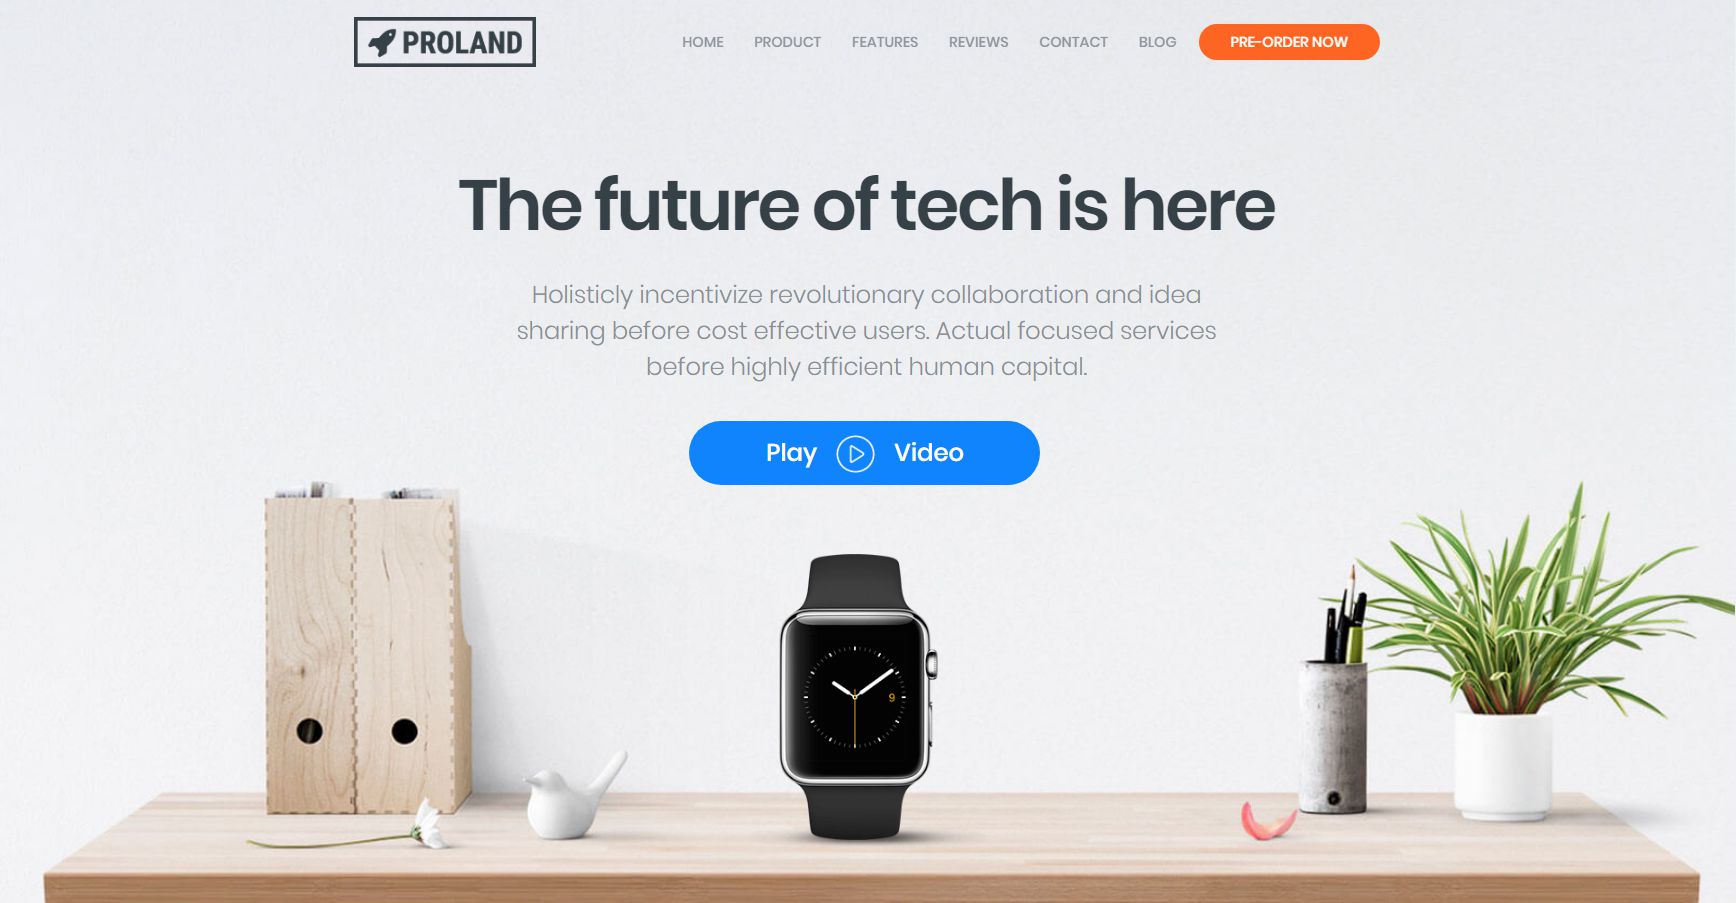 PROLAND
HOME PRODUCT FEATURES REVIEWS CONTACT BLOG PRE-ORDER NOW
The future of tech is here
Holisticly incentivize revolutionary collaboration and idea
sharing before cost effective users. Actual focused services
before highly efficient human capital.
Play Video
9